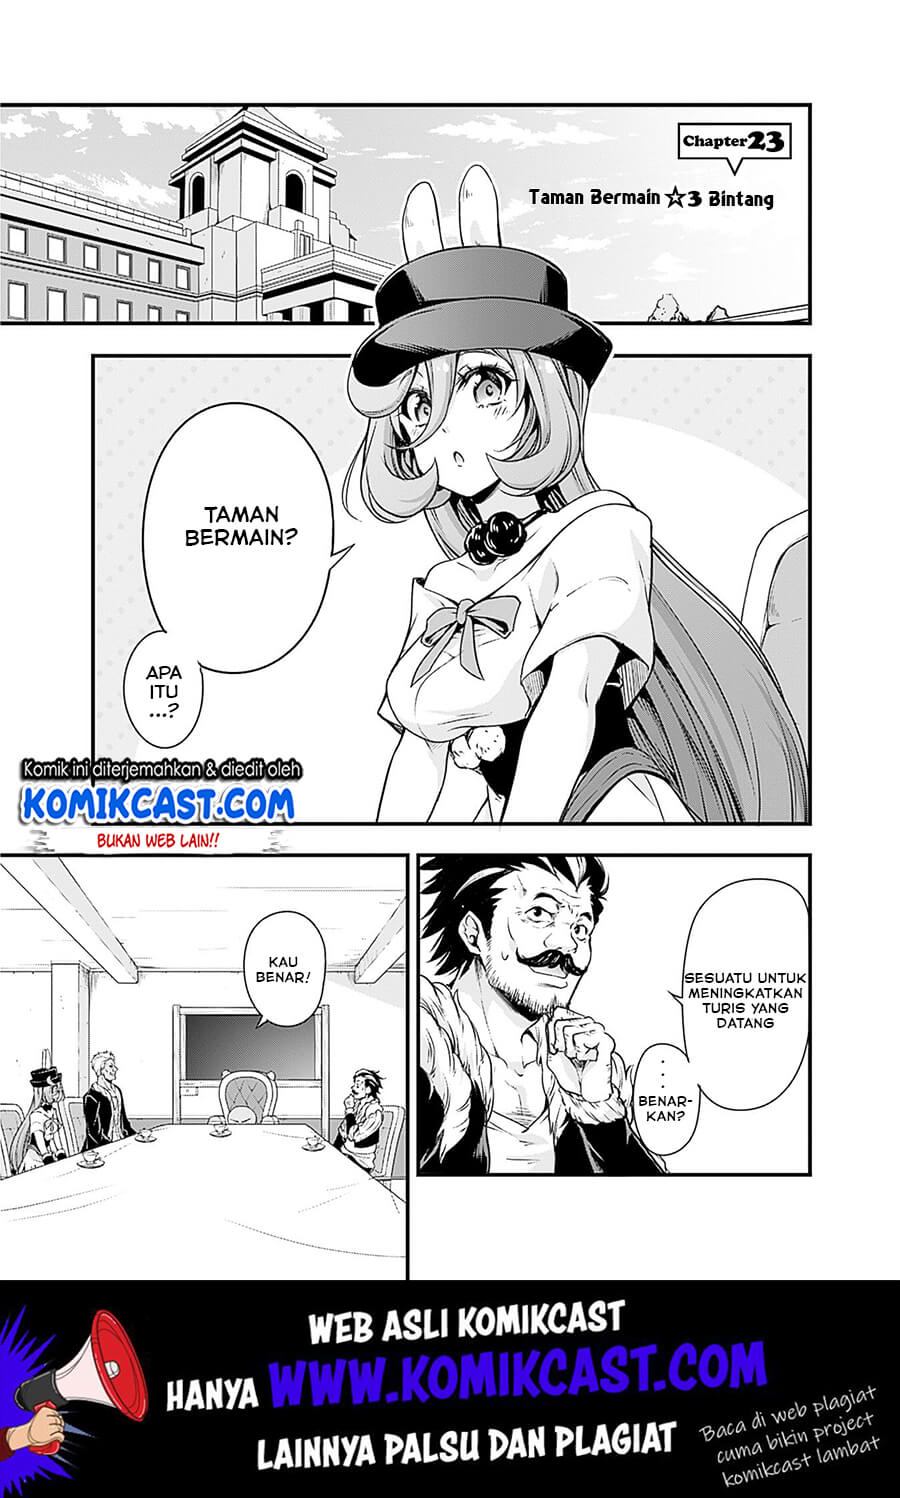 Chapter 23
Taman Bermain ☆3 Bintang
TAMAN
BERMAIN?
APA
ITU
...?
Komik ini diterjemahkan & diedit oleh
KOMIKCAST.COM
BUKAN WEB LAIN!!
SESUATU UNTUK
MENINGKATKAN
TURIS YANG
DATANG
....
BENAR-
KAN?
KAU
BENAR!
WEB ASLI KOMIKCAST
HANYA WWW.KOMIKCAST.COM
LAINNYA PALSU DAN PLAGIAT
Baca di web plagiat
cuma bikin project
komikcast lambat